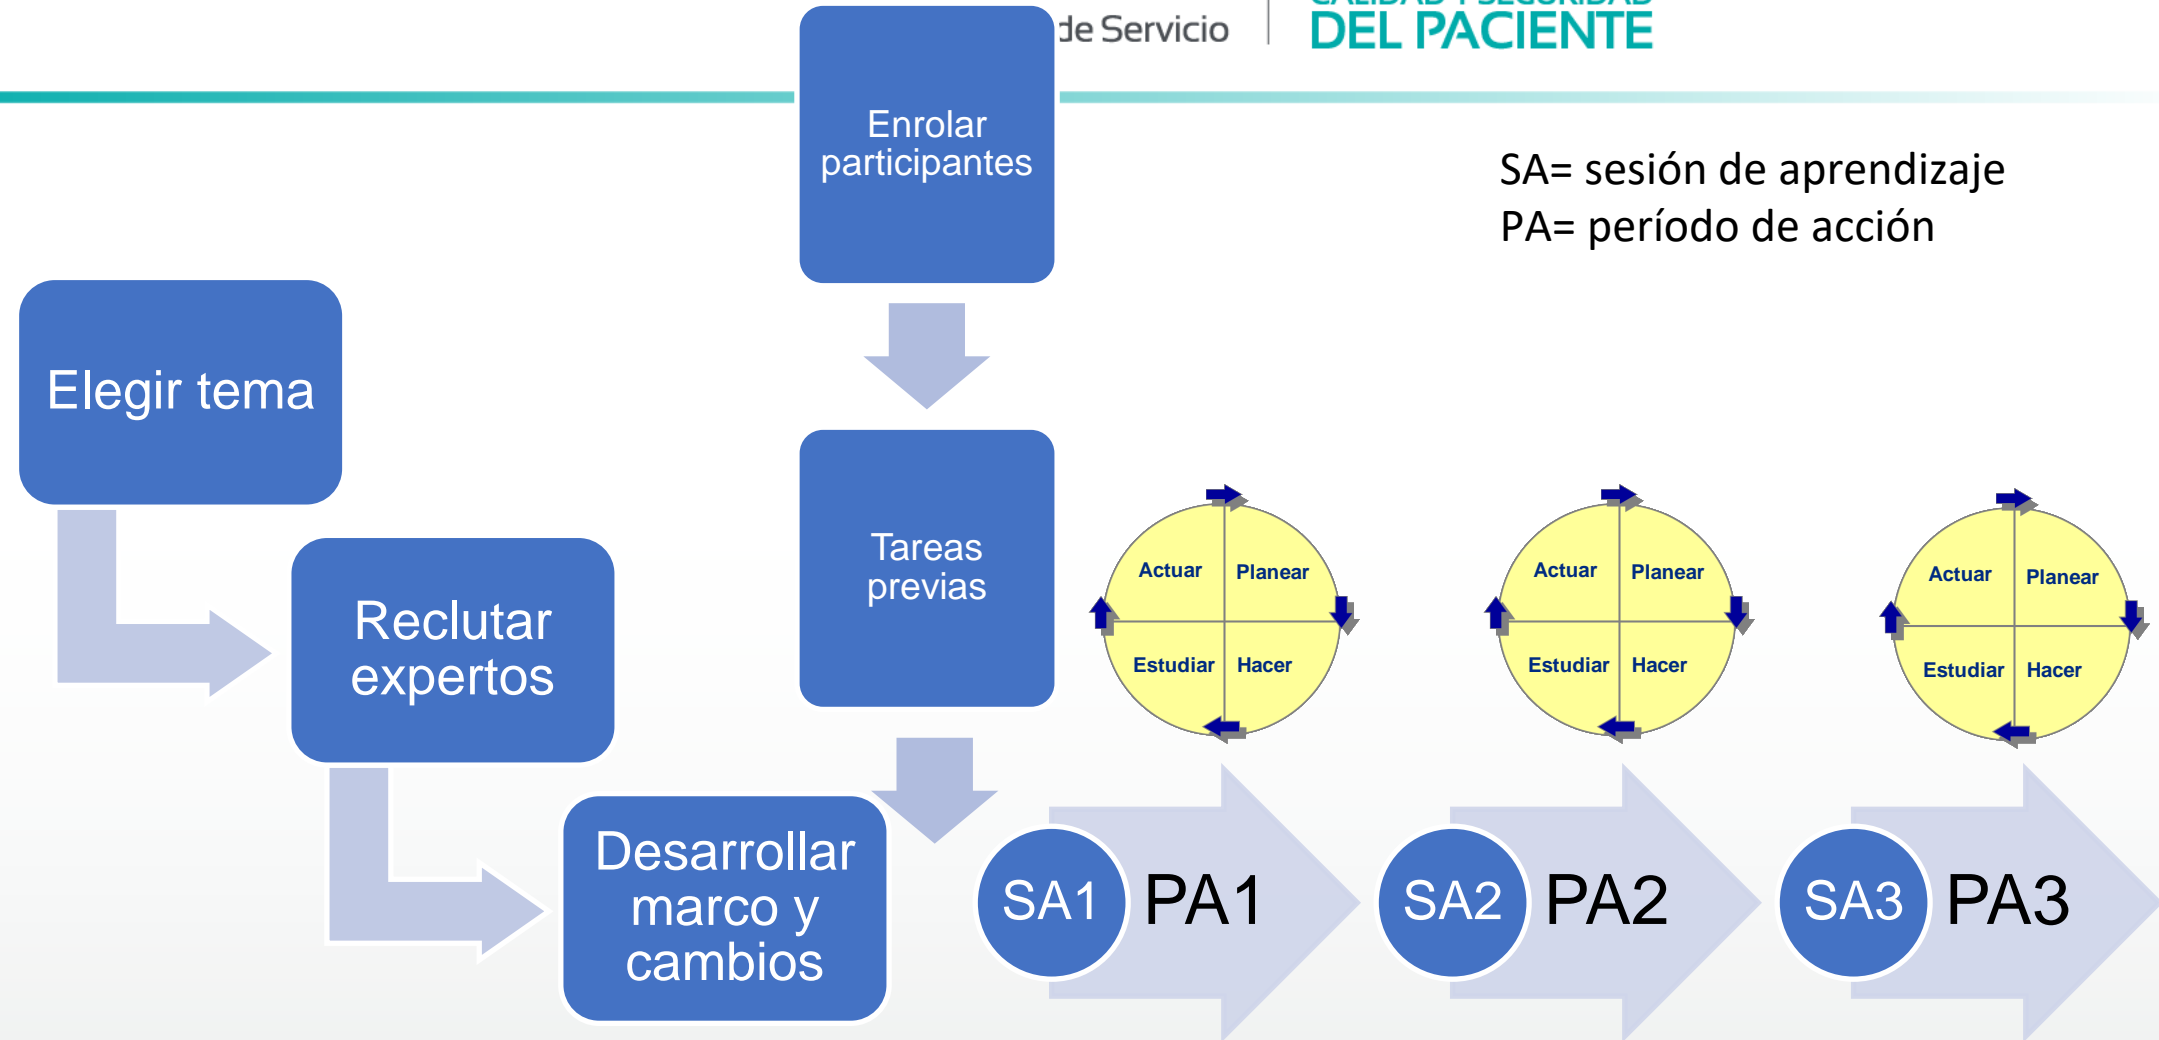 de Servicio
CALIDAD Y SEGURIDAD
DEL PACIENTE
Enrolar
participantes
SA= sesión de aprendizaje
PA= período de acción
Elegir tema
Reclutar
expertos
Desarrollar
marco y
cambios
Tareas
previas
Actuar
Planear
Estudiar
Hacer
Actuar
Planear
Estudiar
Hacer
Actuar
Planear
Estudiar
Hacer
SA1
PA1
SA2
PA2
SA3
PA3